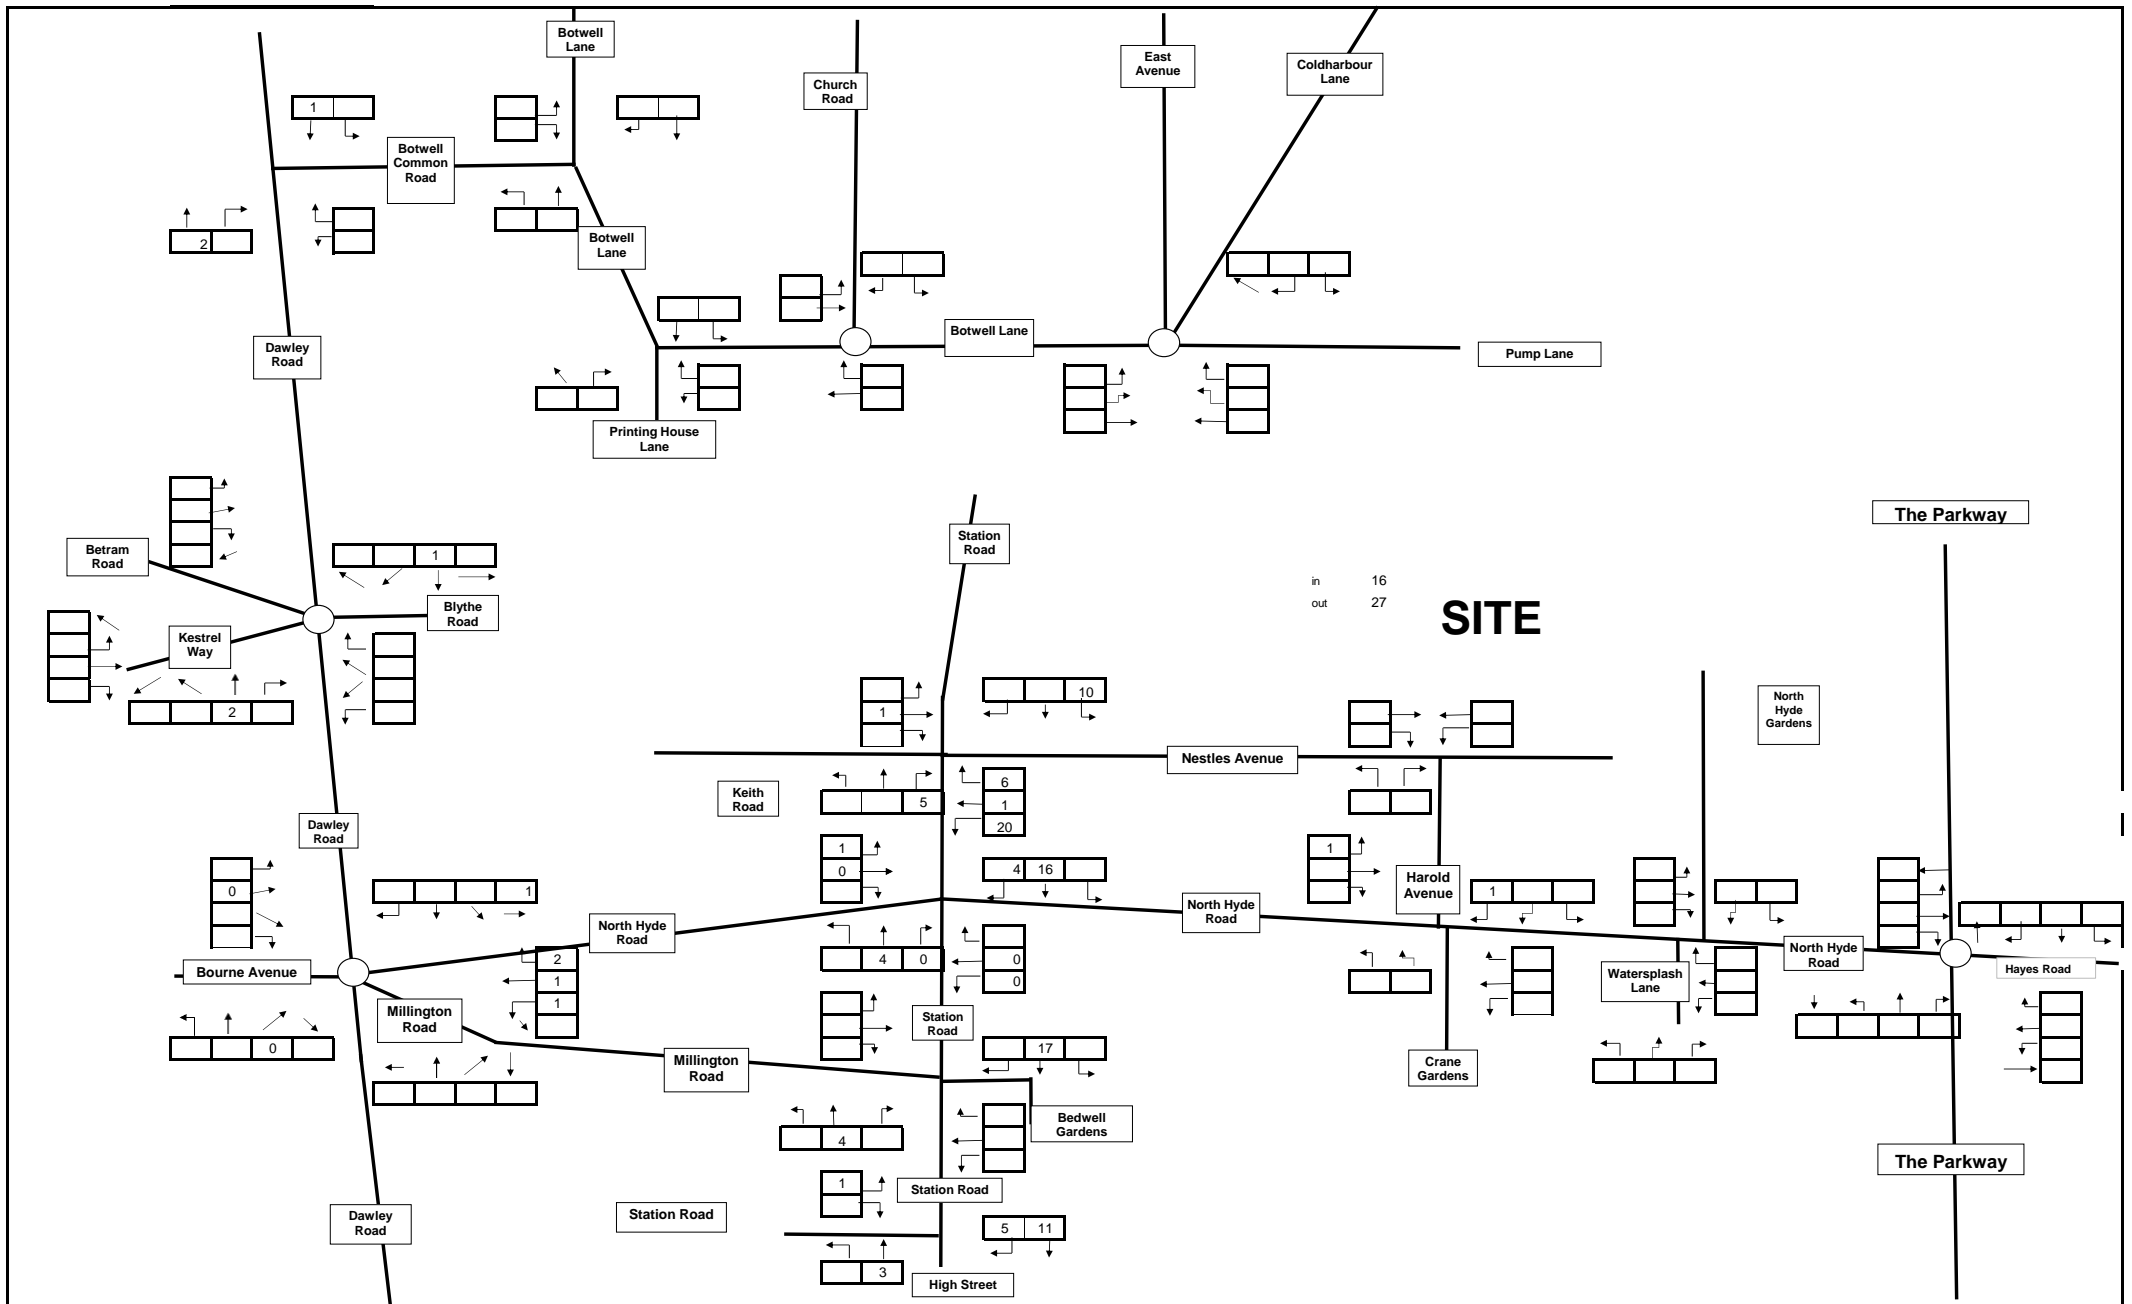 Botwell
Lane
East
Avenue
Coldharbour
Lane
Church
Road
1
Botwell
Common
Road
2
Botwell
Lane
Botwell Lane
Dawley
Road
Pump Lane
Printing House
Lane
The Parkway
Station
Road
Betram
Road
1
in 16
out 27
SITE
Blythe
Road
Kestrel
Way
2
10
1
North
Hyde
Gardens
Nestles Avenue
Keith
Road
6
5 1
20
Dawley
Road
1
0
4 16
1
Harold
Avenue
0
1
1
North Hyde
Road
North Hyde
Road
North Hyde
Road
2
1
1
4 0
0
0
Bourne Avenue
Watersplash
Lane
Hayes Road
Millington
Road
Station
Road
0
17
Millington
Road
Crane
Gardens
4
Bedwell
Gardens
The Parkway
1
Station Road
Dawley
Road
Station Road
5 11
3
High Street